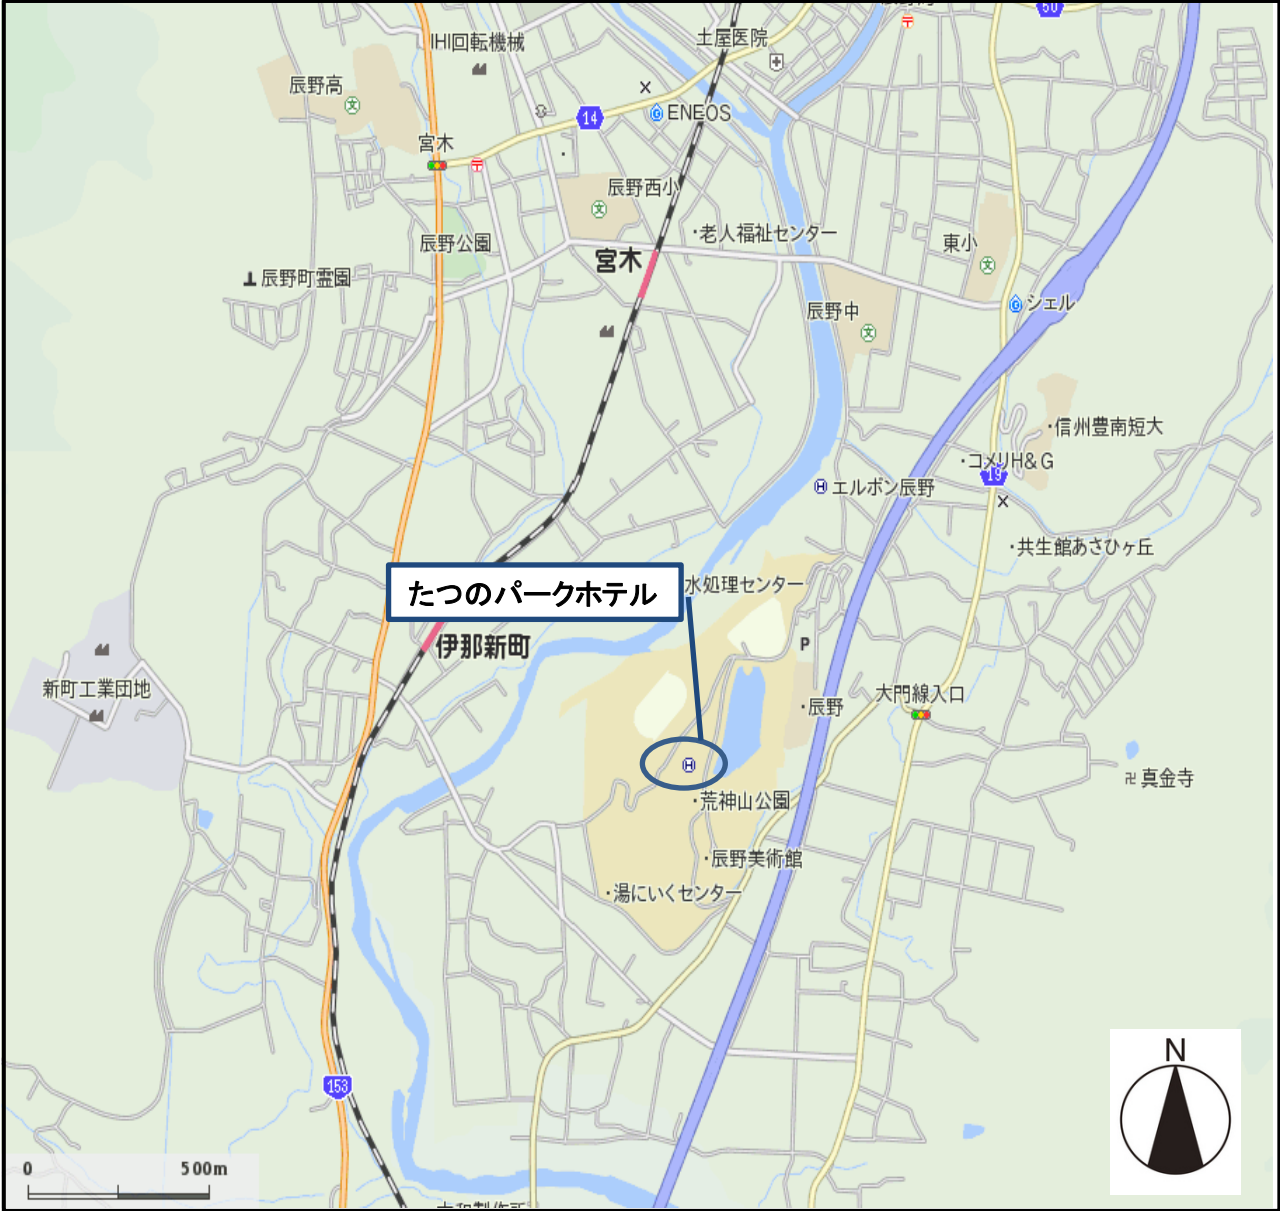 50
IHI回転機械
土屋医院
辰野高
14
ENEOS
宮木
辰野西小
老人福祉センター
辰野公園
東小
宮木
辰野町霊園
シェル
辰野中
信州豊南短大
コメリH&G
19
エルボン辰野
共生館あさひヶ丘
水処理センター
たつのパークホテル
P
伊那新町
新町工業団地
大門線入口
辰野
真金寺
荒神山公園
辰野美術館
湯にいくセンター
N
153
0 500m